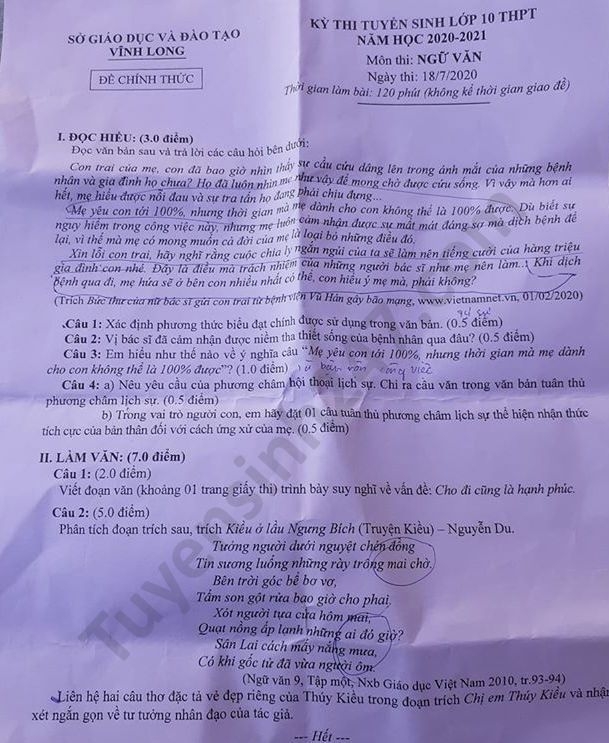 SỞ GIÁO DỤC VÀ ĐÀO TẠO
VĨNH LONG
ĐỀ CHÍNH THỨC
KỲ THI TUYỂN SINH LỚP 10 THPT
NĂM HỌC 2020-2021
Môn thi: NGỮ VĂN
Ngày thi: 18/7/2020
Thời gian làm bài: 120 phút (không kể thời gian giao đề)
I. ĐỌC HIỂU: (3.0 điểm)
Đọc văn bản sau và trả lời các câu hỏi bên dưới:
Con trai của mẹ, con đã bao giờ nhìn thấy sự cầu cứu dâng lên trong ánh mắt của những bệnh
nhân và gia đình họ chưa? Họ đã luôn nhìn mẹ như vậy để mong chờ được cứu sống. Vì vậy mà hơn ai
hết, mẹ hiểu được nỗi đau và sự tra tấn họ đang phải chịu đựng...
Mẹ yêu con tới 100%, nhưng thời gian mà mẹ dành cho con không thể là 100% được. Dù biết sự
nguy hiểm trong công việc này, nhưng mẹ luôn cảm nhận được sự mất mát đáng sợ mà dịch bệnh để
lại, vì thế mà mẹ có mong muốn cả đời của mẹ là loại bỏ những điều đó.
Xin lỗi con trai, hãy nghĩ rằng cuộc chia ly ngắn ngủi của ta sẽ làm nên tiếng cười của hàng triệu
gia đình con nhé. Đây là điều mà trách nhiệm của những người bác sĩ như mẹ nên làm... Khi dịch
bệnh qua đi, mẹ hứa sẽ ở bên con nhiều nhất có thể, con hiểu ý mẹ mà, phải không?
(Trích Bức thư của nữ bác sĩ gửi con trai từ bệnh viện Vũ Hán gây bão mạng, www.vietnamnet.vn, 01/02/2020)
Câu 1: Xác định phương thức biểu đạt chính được sử dụng trong văn bản. (0.5 điểm)
Câu 2: Vị bác sĩ đã cảm nhận được niềm tha thiết sống của bệnh nhân qua đâu? (0.5 điểm)
Câu 3: Em hiểu như thế nào về ý nghĩa câu "Mẹ yêu con tới 100%, nhưng thời gian mà mẹ dành
cho con không thể là 100% được"? (1.0 điểm)
Câu 4: a) Nêu yêu cầu của phương châm hội thoại lịch sự. Chỉ ra câu văn trong văn bản tuân thủ
phương châm lịch sự. (0.5 điểm)
b) Trong vai trò người con, em hãy đặt 01 câu tuân thủ phương châm lịch sự thể hiện nhận thức
tích cực của bản thân đối với cách ứng xử của mẹ. (0.5 điểm)
II. LÀM VĂN: (7.0 điểm)
Câu 1: (2.0 điểm)
Viết đoạn văn (khoảng 01 trang giấy thi) trình bày suy nghĩ về vấn đề: Cho đi cũng là hạnh phúc.
Câu 2: (5.0 điểm)
Phân tích đoạn trích sau, trích Kiều ở lầu Ngưng Bích (Truyện Kiều) – Nguyễn Du.
Tưởng người dưới nguyệt chén đồng
Tin sương luống những rày trông mai chờ.
Bên trời góc bể bơ vơ,
Tấm son gột rửa bao giờ cho phai.
Xót người tựa cửa hôm mai,
Quạt nồng ấp lạnh những ai đó giờ?
Sân Lai cách mấy nắng mưa,
Có khi gốc tử đã vừa người ôm.
(Ngữ văn 9, Tập một, Nxb Giáo dục Việt Nam 2010, tr.93-94)
Liên hệ hai câu thơ đặc tả vẻ đẹp riêng của Thúy Kiều trong đoạn trích Chị em Thúy Kiều và nhận
xét ngắn gọn về tư tưởng nhân đạo của tác giả.
--- Hết ---